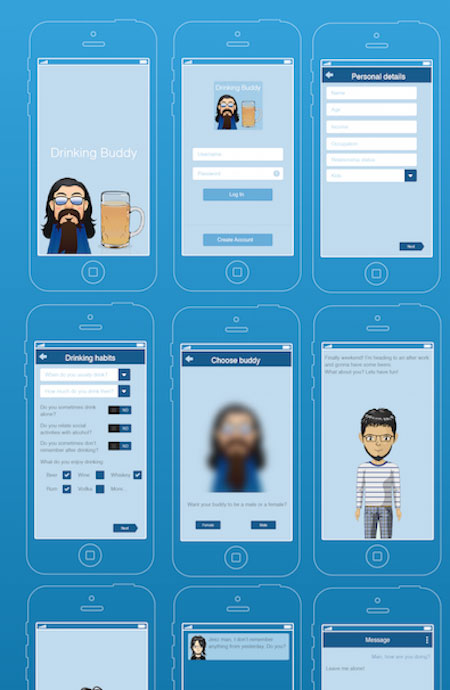 Drinking Buddy
Drinking Buddy
Username
Password
Log In
Create Account
Personal details
Name
Age
Income
Occupation
Relationship status
Kids
Next
Drinking habits
When do you usually drink?
How much do you drink then?
Do you sometimes drink
alone?
NO
Do you relate social
activities with alcohol?
NO
Do you sometimes don't
remember after drinking?
NO
What do you enjoy drinking
Beer Wine Whiskey
Rum Vodka More...
Next
Choose buddy
Want your buddy to be a male or a female?
Female Male
Finally weekend! I'm heading to an after work
and gonna have some beers.
What about you? Lets have fun!
Jeez man, I don't remember
anything from yesterday. Do you?
Message
Man, how are you doing?
Leave me alone!